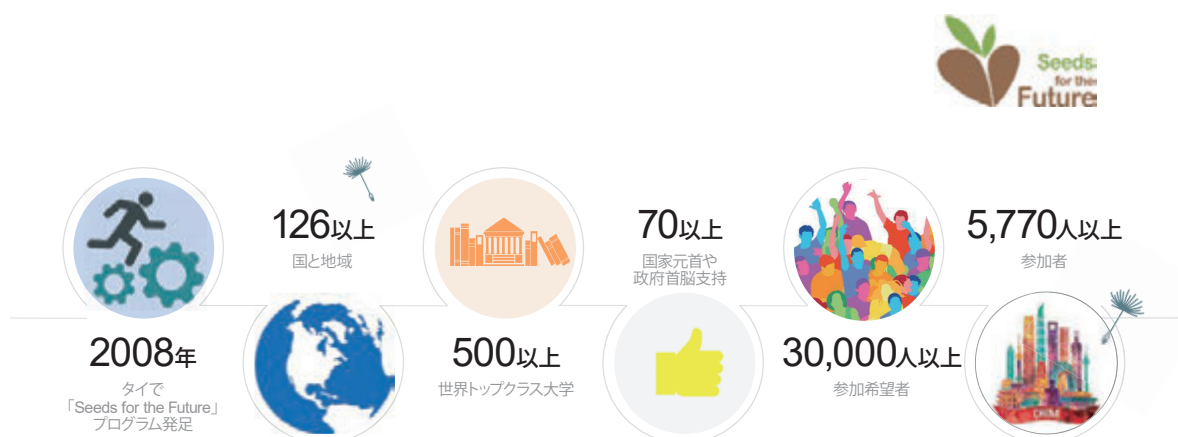 Seeds
for the
Future
126以上
国と地域
70以上
国家元首や
政府首脳支持
5,770人以上
参加者
2008年
タイで
「Seeds for the Future」
プログラム発足
500以上
世界トップクラス大学
30,000人以上
参加希望者
CHINA